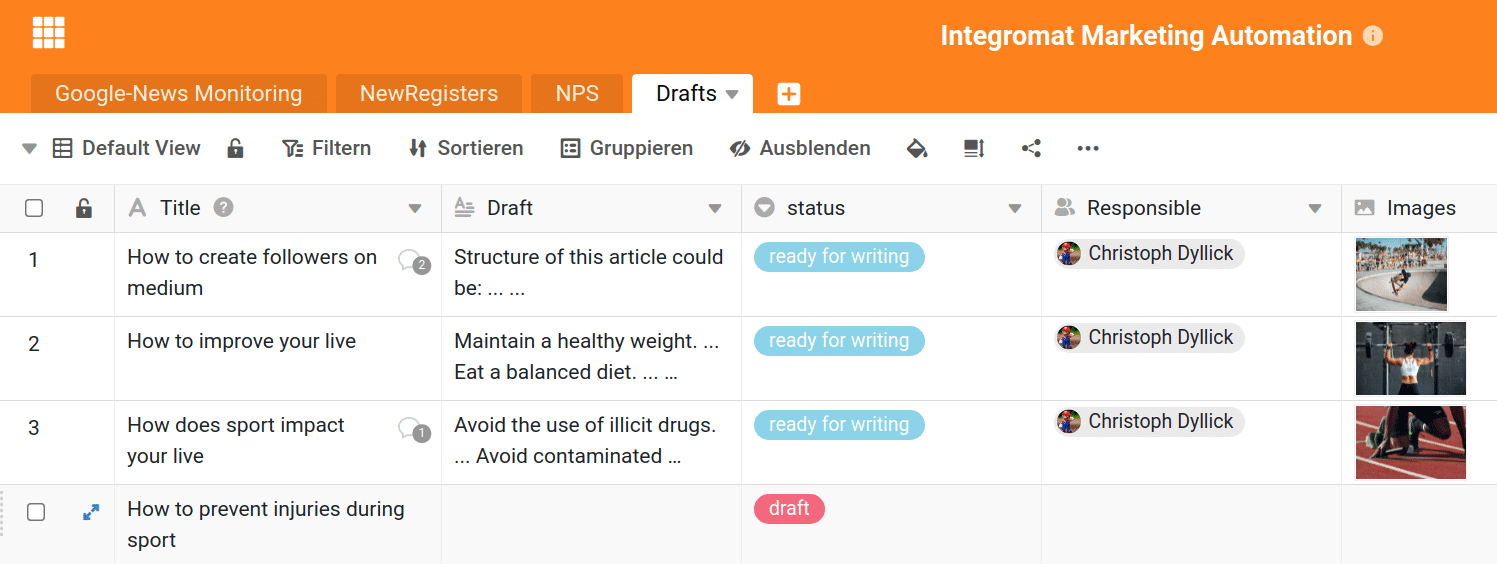 Integromat Marketing Automation
Google-News Monitoring NewRegisters NPS Drafts
Default View Filtern Sortieren Gruppieren Ausblenden
Title ? Draft status Responsible Images
1 How to create followers on 2 Structure of this article could ready for writing Christoph Dyllick
medium be: ... ...
2 How to improve your live Maintain a healthy weight. ... ready for writing Christoph Dyllick
Eat a balanced diet. ... ...
3 How does sport impact 1 Avoid the use of illicit drugs. ready for writing Christoph Dyllick
your live ... Avoid contaminated ...
How to prevent injuries during draft
sport